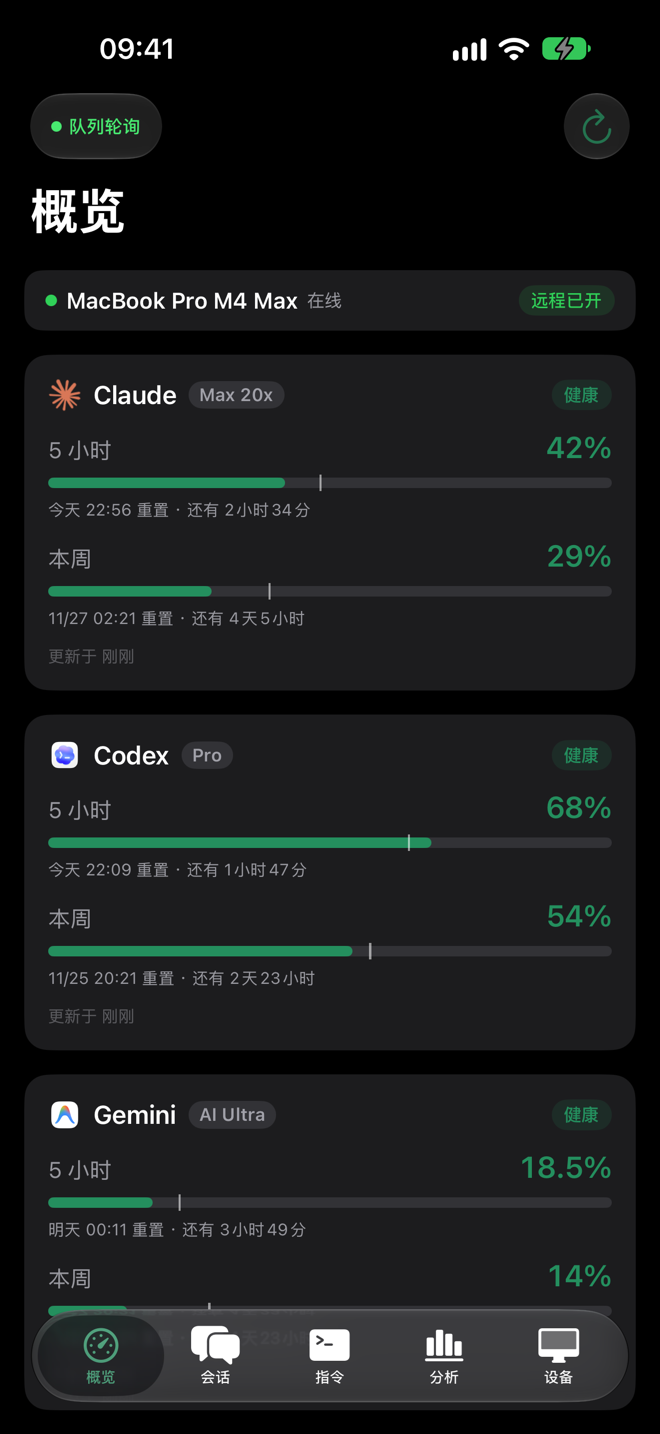 09:41
队列轮询
概览
MacBook Pro M4 Max 在线 远程已开
Claude Max 20x 健康
5 小时 42%
今天 22:56 重置 · 还有 2小时34分
本周 29%
11/27 02:21 重置 · 还有 4天5小时
更新于 刚刚
Codex Pro 健康
5 小时 68%
今天 22:09 重置 · 还有 1小时47分
本周 54%
11/25 20:21 重置 · 还有 2天23小时
更新于 刚刚
Gemini AI Ultra 健康
5 小时 18.5%
明天 00:11 重置 · 还有 3小时49分
本周 14%
概览 会话 指令 分析 设备